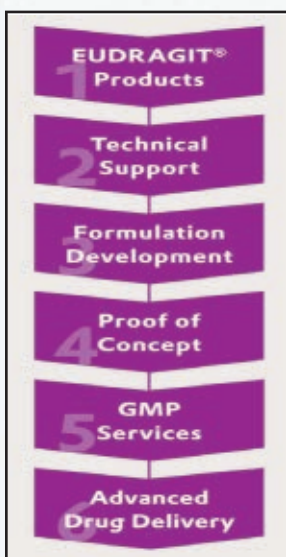 1
EUDRAGIT®
Products
2
Technical
Support
3
Formulation
Development
4
Proof of
Concept
5
GMP
Services
6
Advanced
Drug Delivery